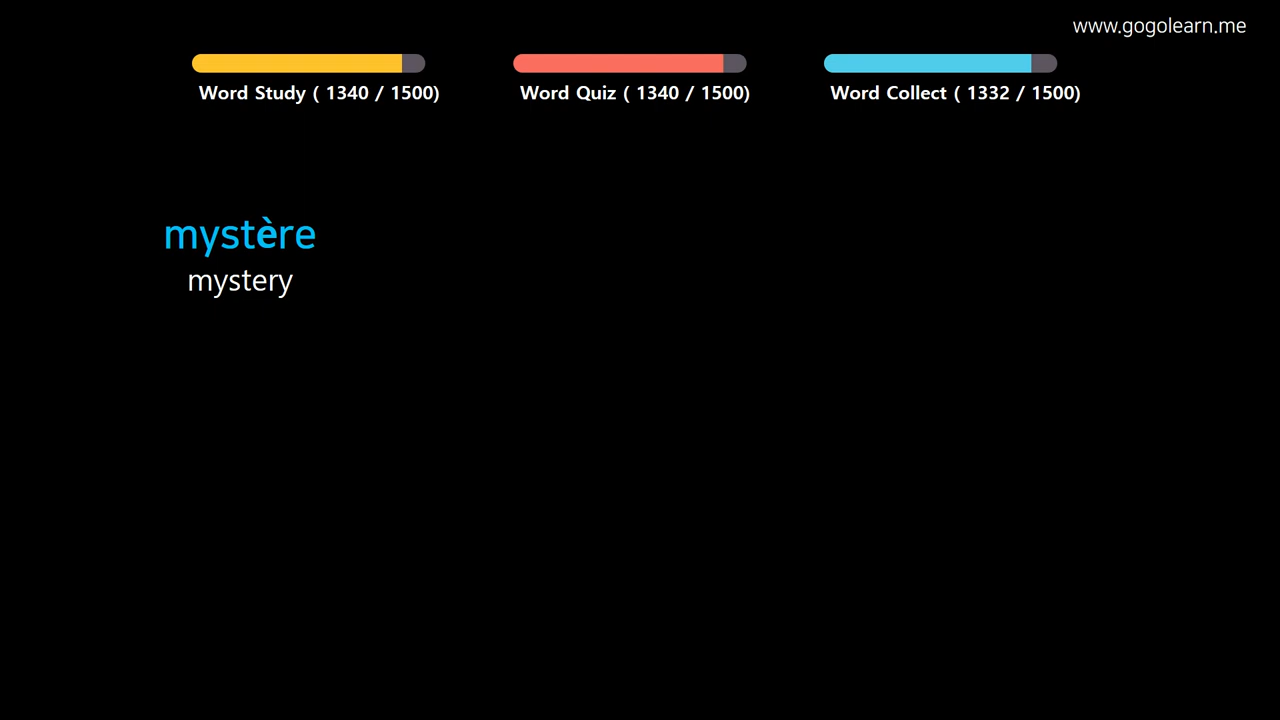 www.gogolearn.me
Word Study ( 1340 / 1500)
Word Quiz ( 1340 / 1500)
Word Collect ( 1332 / 1500)
mystère
mystery